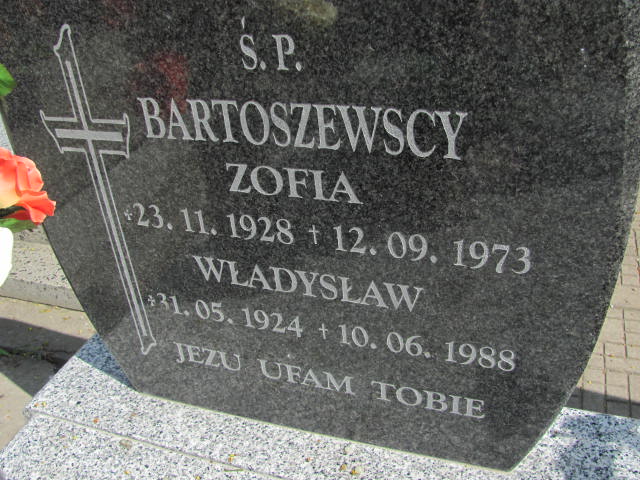 Ś.P.
BARTOSZEWSCY
ZOFIA
* 23. 11. 1928 † 12. 09. 1973
WŁADYSŁAW
* 31. 05. 1924 † 10. 06. 1988
JEZU UFAM TOBIE